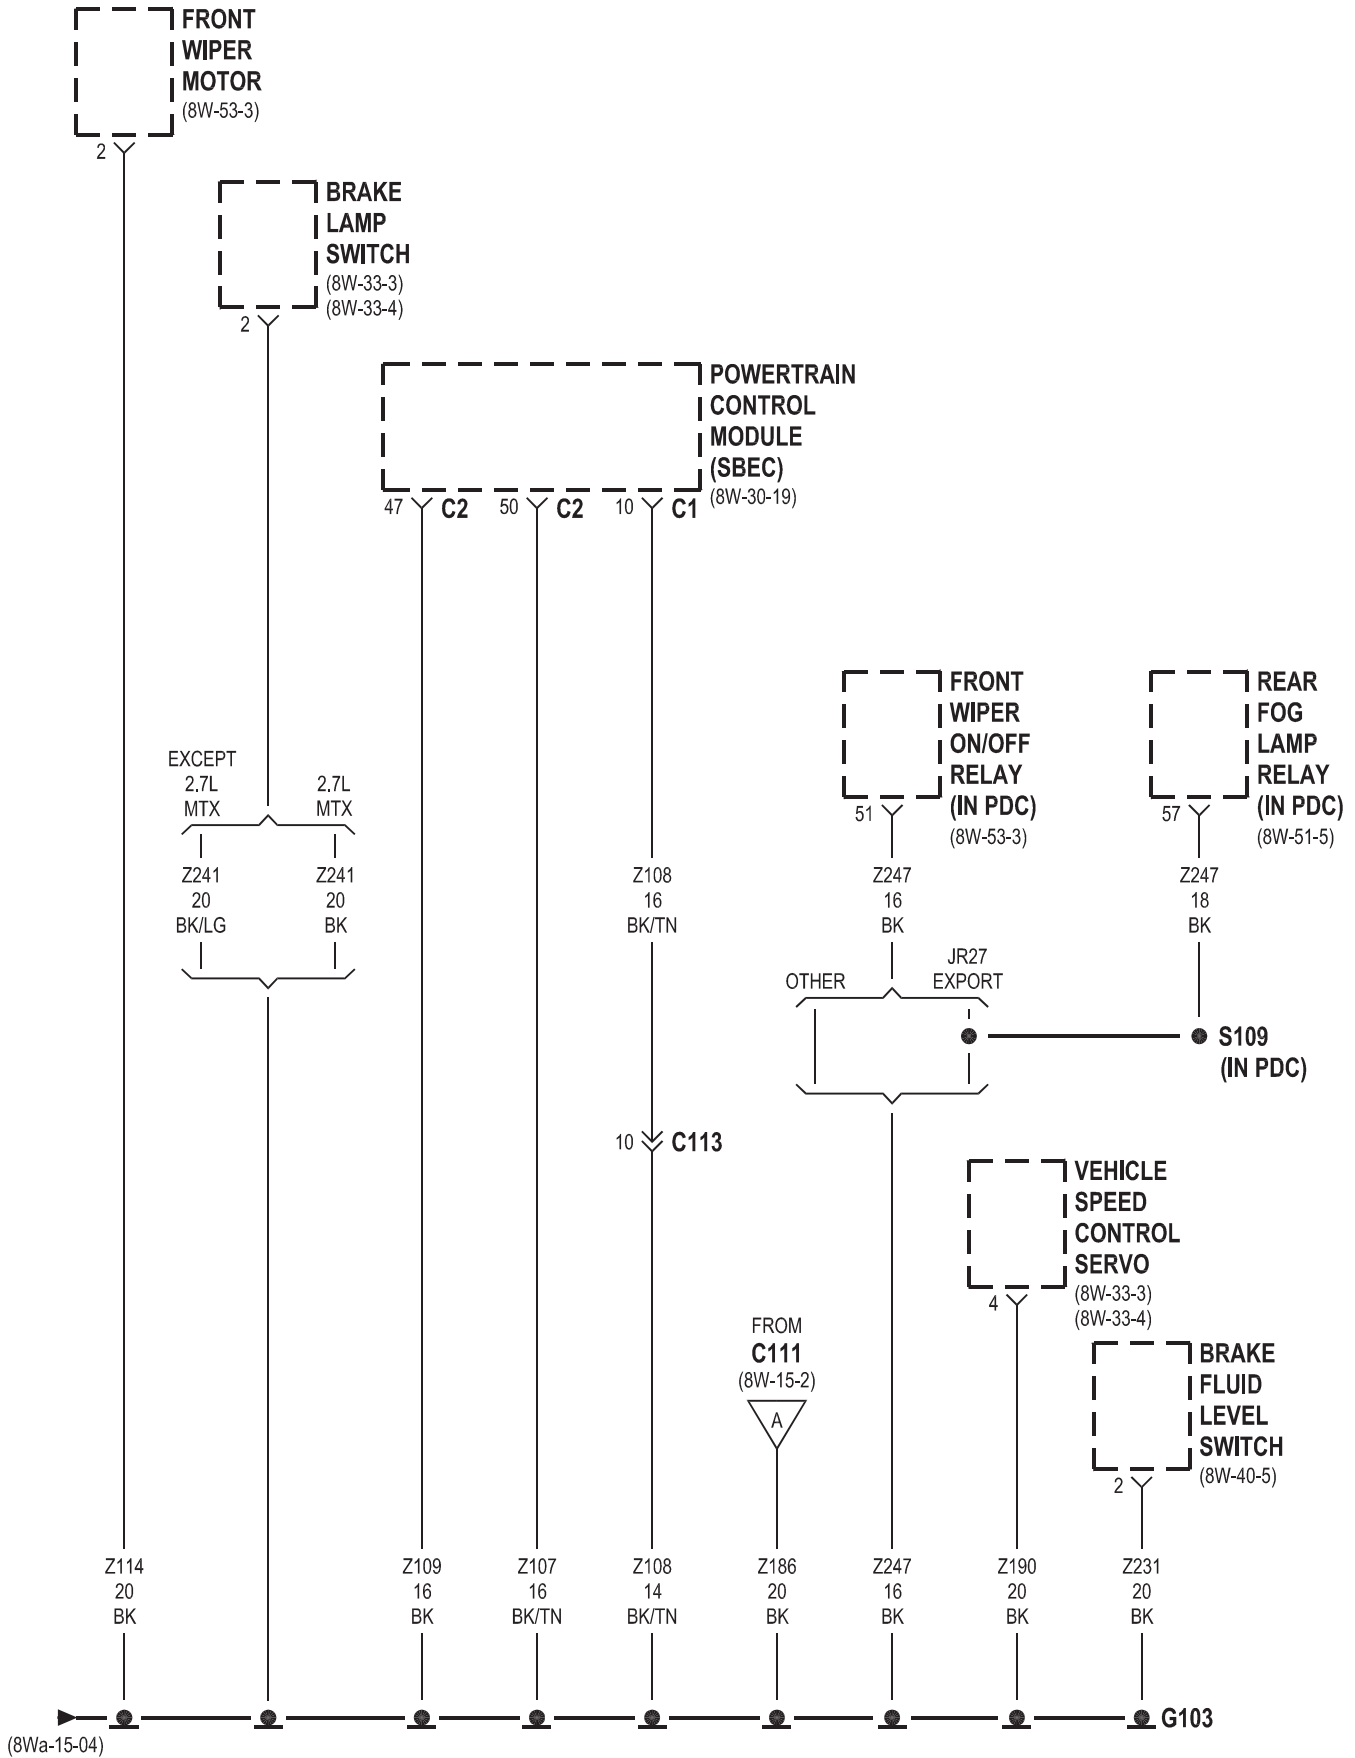 FRONT
WIPER
MOTOR
(8W-53-3)
2
BRAKE
LAMP
SWITCH
(8W-33-3)
(8W-33-4)
2
POWERTRAIN
CONTROL
MODULE
(SBEC)
(8W-30-19)
47 C2
50 C2
10 C1
FRONT
WIPER
ON/OFF
RELAY
(IN PDC)
(8W-53-3)
51
REAR
FOG
LAMP
RELAY
(IN PDC)
(8W-51-5)
57
EXCEPT
2.7L
MTX
2.7L
MTX
Z241
20
BK/LG
Z241
20
BK
Z108
16
BK/TN
Z247
16
BK
Z247
18
BK
OTHER
JR27
EXPORT
S109
(IN PDC)
10 C113
VEHICLE
SPEED
CONTROL
SERVO
(8W-33-3)
(8W-33-4)
4
FROM
C111
(8W-15-2)
A
BRAKE
FLUID
LEVEL
SWITCH
(8W-40-5)
2
Z114
20
BK
Z109
16
BK
Z107
16
BK/TN
Z108
14
BK/TN
Z186
20
BK
Z247
16
BK
Z190
20
BK
Z231
20
BK
G103
(8Wa-15-04)